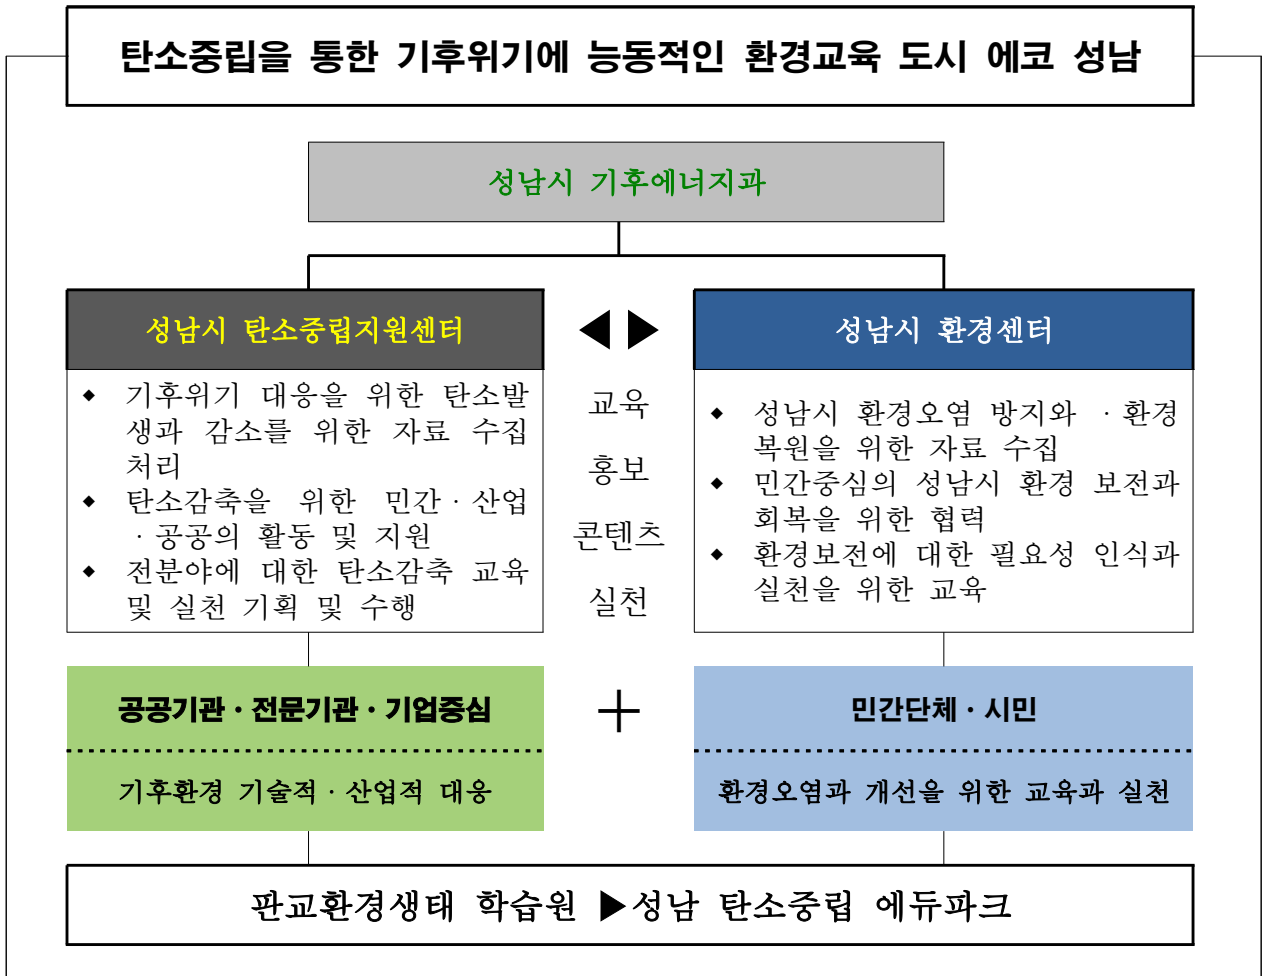 탄소중립을 통한 기후위기에 능동적인 환경교육 도시 에코 성남
성남시 기후에너지과
성남시 탄소중립지원센터
◀ ▶
성남시 환경센터
◆ 기후위기 대응을 위한 탄소발
생과 감소를 위한 자료 수집
처리
◆ 탄소감축을 위한 민간 · 산업
· 공공의 활동 및 지원
◆ 전분야에 대한 탄소감축 교육
및 실천 기획 및 수행
교육
홍보
콘텐츠
실천
◆ 성남시 환경오염 방지와 · 환경
복원을 위한 자료 수집
◆ 민간중심의 성남시 환경 보전과
회복을 위한 협력
◆ 환경보전에 대한 필요성 인식과
실천을 위한 교육
공공기관 · 전문기관 · 기업중심
기후환경 기술적 · 산업적 대응
+
민간단체 · 시민
환경오염과 개선을 위한 교육과 실천
판교환경생태 학습원 ▶성남 탄소중립 에듀파크